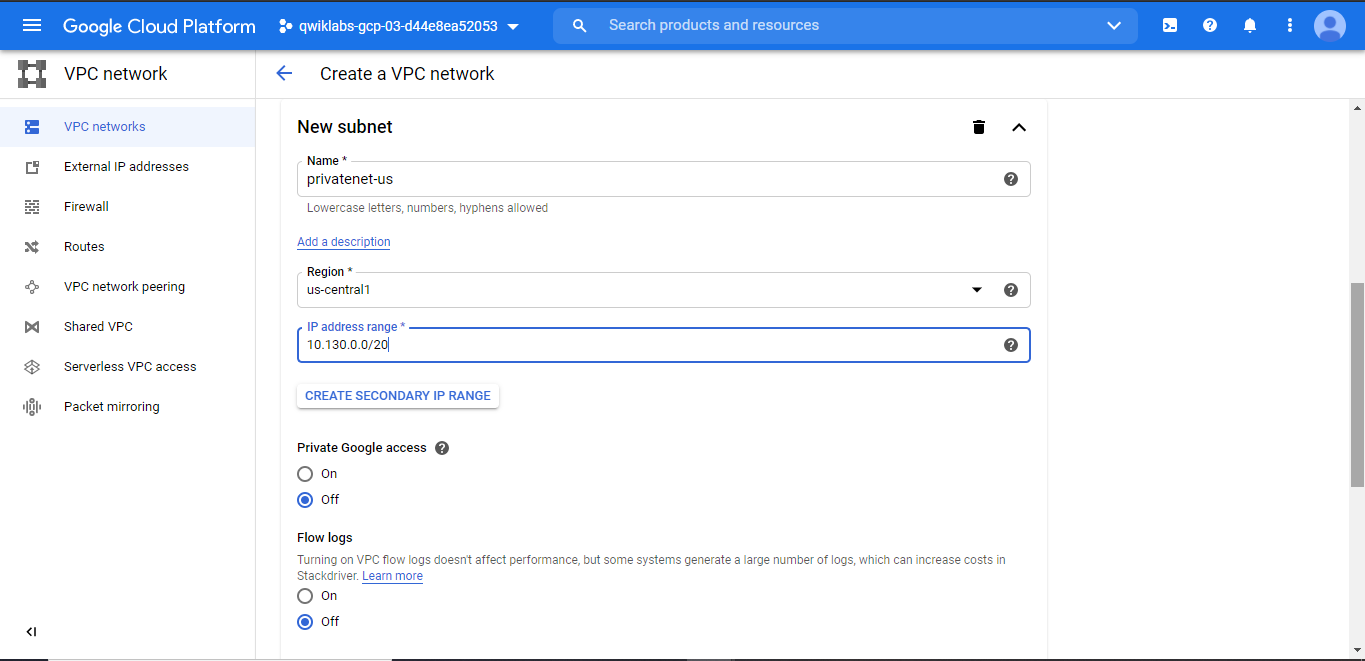 Google Cloud Platform
qwiklabs-gcp-03-d44e8ea52053
Search products and resources
VPC network
Create a VPC network
VPC networks
External IP addresses
Firewall
Routes
VPC network peering
Shared VPC
Serverless VPC access
Packet mirroring
New subnet
Name *
privatenet-us
Lowercase letters, numbers, hyphens allowed
Add a description
Region *
us-central1
IP address range *
10.130.0.0/20
CREATE SECONDARY IP RANGE
Private Google access
On
Off
Flow logs
Turning on VPC flow logs doesn't affect performance, but some systems generate a large number of logs, which can increase costs in
Stackdriver. Learn more
On
Off